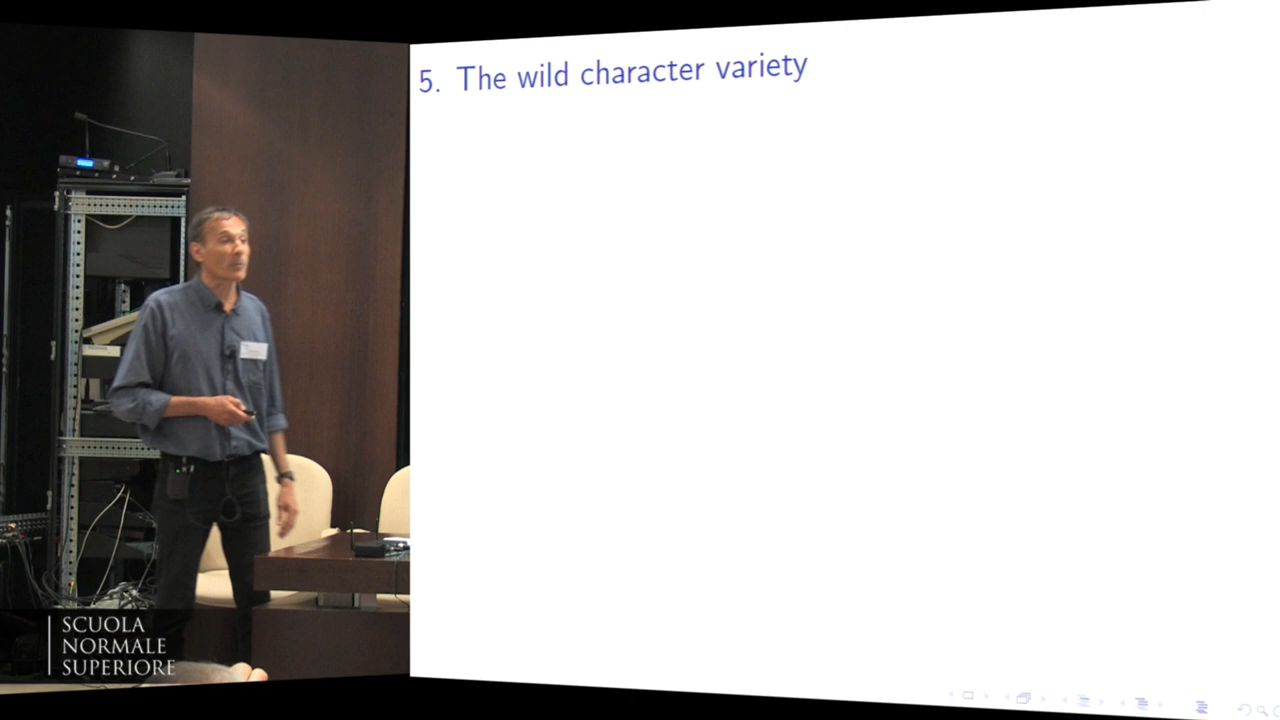 5. The wild character variety
SCUOLA
NORMALE
SUPERIORE